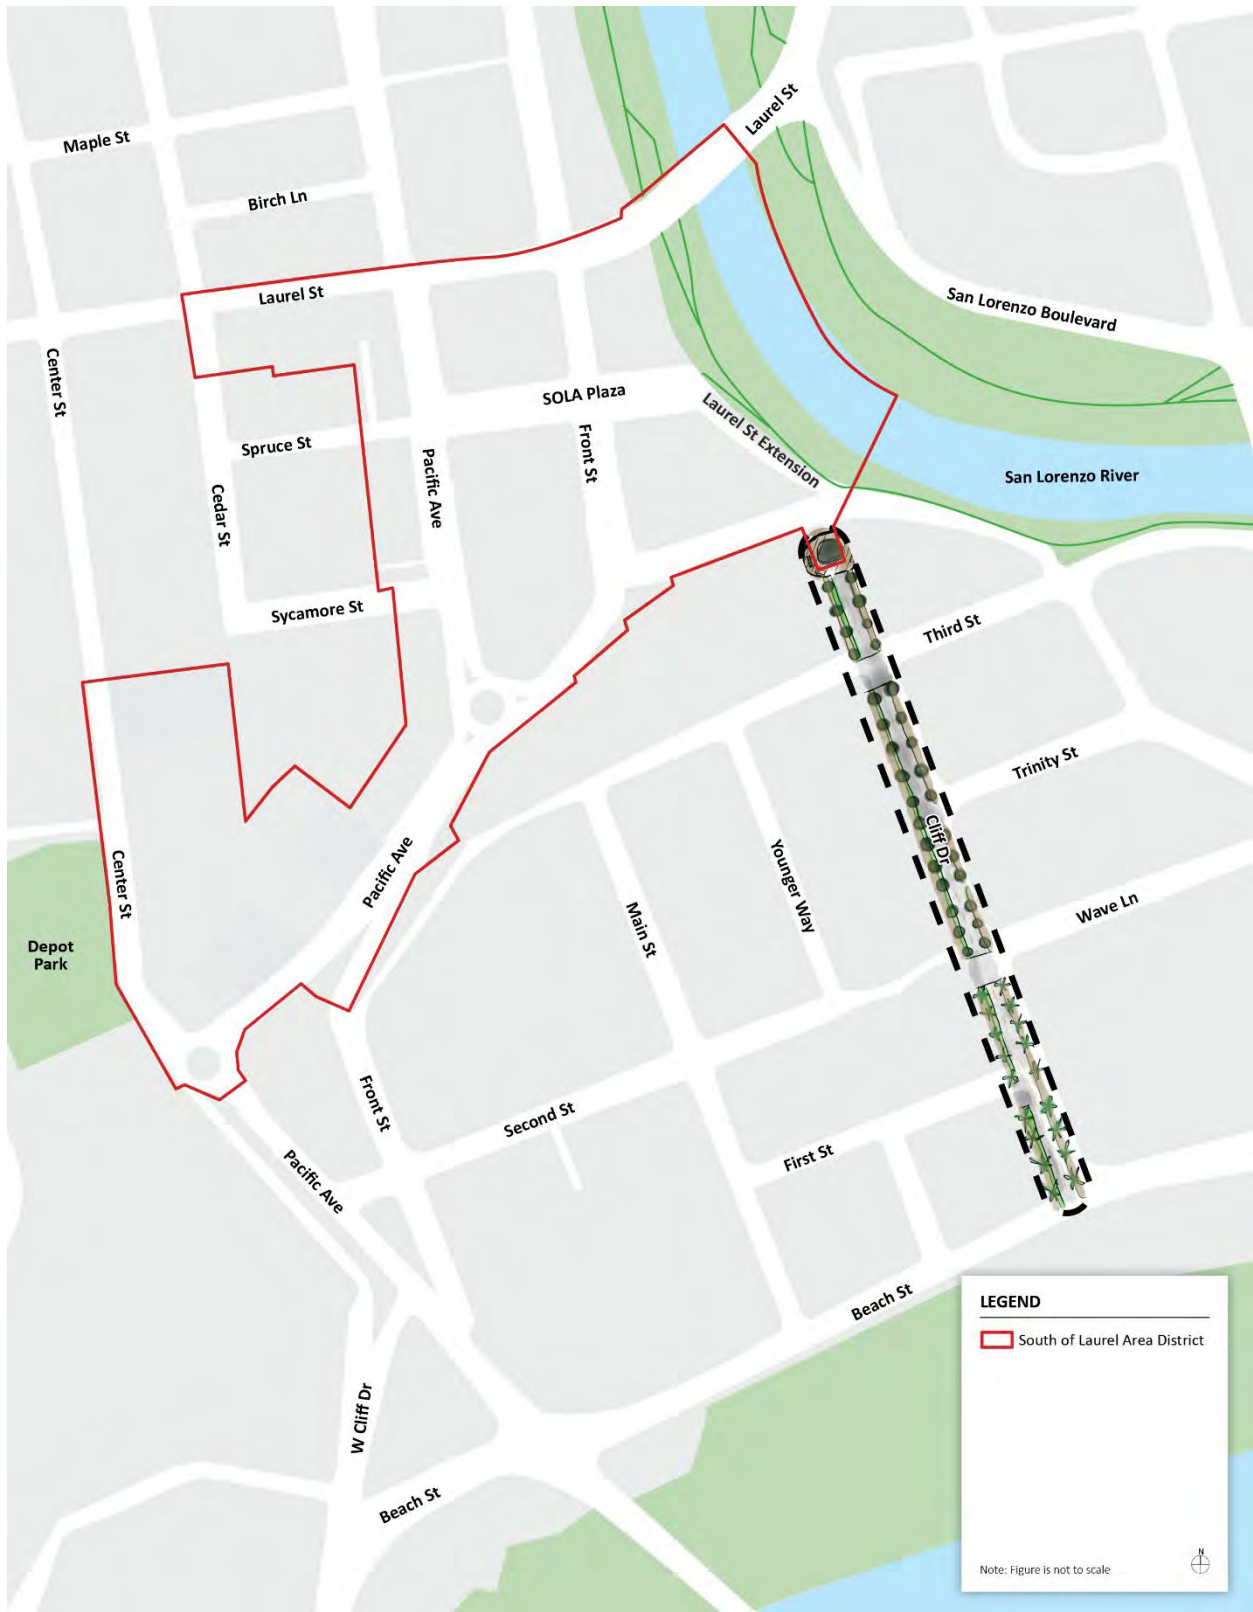 Laurel St
Maple St
Birch Ln
Laurel St
San Lorenzo Boulevard
Center St
SOLA Plaza
Laurel St Extension
Spruce St
Pacific Ave
Front St
San Lorenzo River
Cedar St
Sycamore St
Third St
Trinity St
Cliff Dr
Pacific Ave
Center St
Younger Way
Main St
Wave Ln
Depot
Park
Front St
Second St
First St
Pacific Ave
Beach St
W Cliff Dr
Beach St
LEGEND
South of Laurel Area District
N
Note: Figure is not to scale